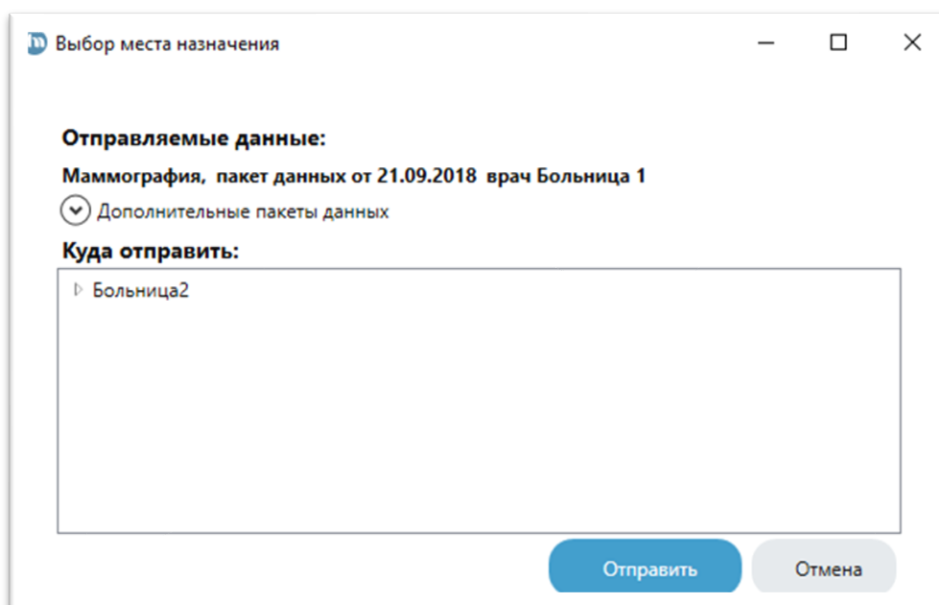 Выбор места назначения
Отправляемые данные:
Маммография, пакет данных от 21.09.2018 врач Больница 1
Дополнительные пакеты данных
Куда отправить:
Больница2
Отправить
Отмена